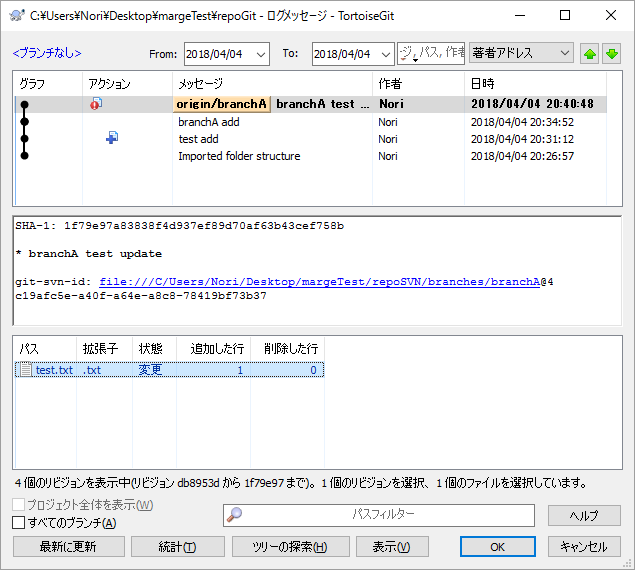 C:¥Users¥Nori¥Desktop¥margeTest¥repoGit - ログメッセージ - TortoiseGit
<ブランチなし> From: 2018/04/04 To: 2018/04/04 ジ, パス, 作者 著者アドレス
グラフ アクション メッセージ 作者 日時
origin/branchA branchA test ... Nori 2018/04/04 20:40:48
branchA add Nori 2018/04/04 20:34:52
test add Nori 2018/04/04 20:31:12
Imported folder structure Nori 2018/04/04 20:26:57
SHA-1: 1f79e97a83838f4d937ef89d70af63b43cef758b
* branchA test update
git-svn-id: file:///C/Users/Nori/Desktop/margeTest/repoSVN/branches/branchA@4
c19afc5e-a40f-a64e-a8c8-78419bf73b37
パス 拡張子 状態 追加した行 削除した行
test.txt .txt 変更 1 0
4 個のリビジョンを表示中(リビジョン db8953d から 1f79e97 まで)。1 個のリビジョンを選択、1 個のファイルを選択しています。
プロジェクト全体を表示(W)
すべてのブランチ(A) パスフィルター ヘルプ
最新に更新 統計(T) ツリーの探索(H) 表示(V) OK キャンセル